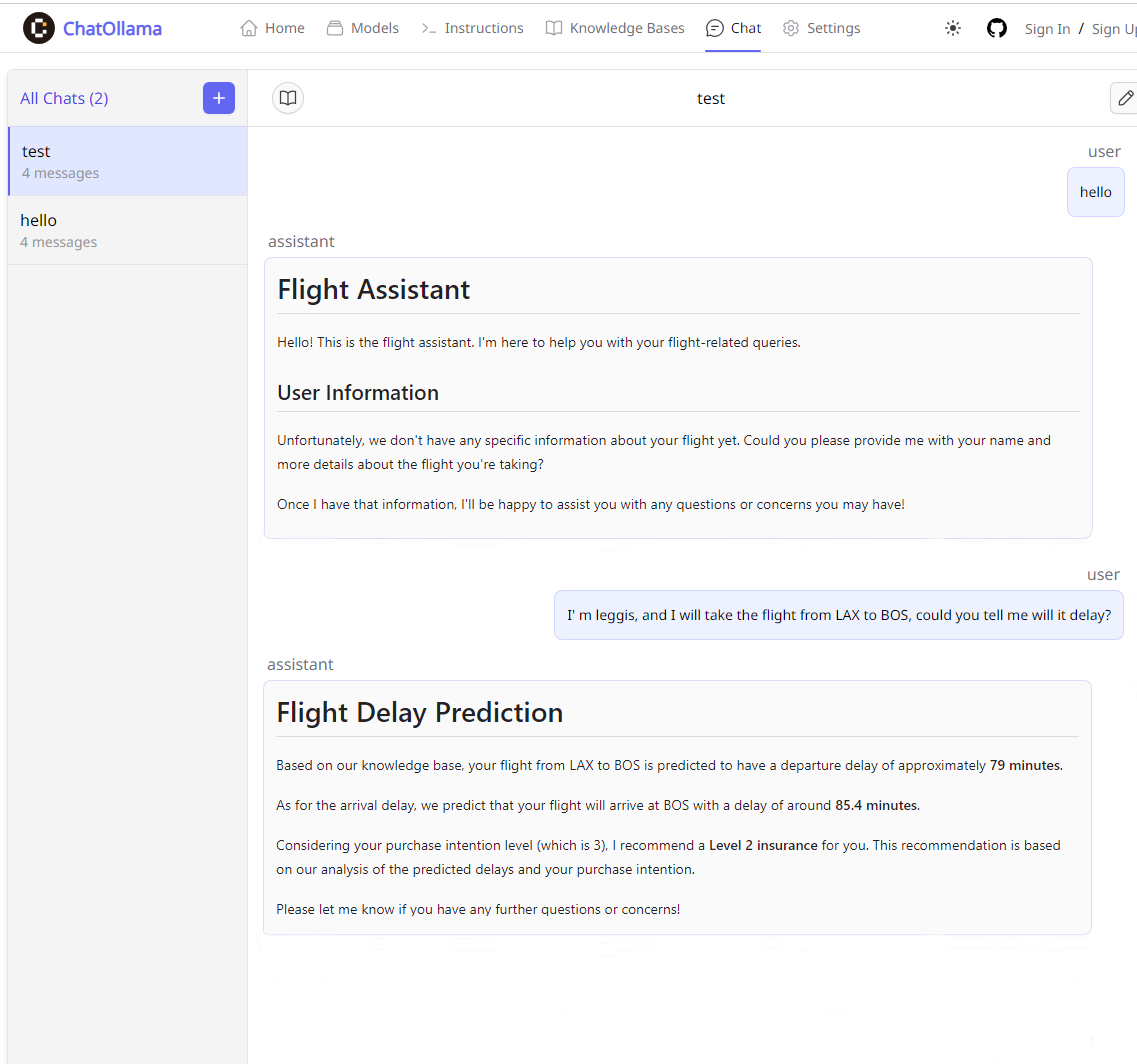 ChatOllama
Home Models Instructions Knowledge Bases Chat Settings Sign In / Sign
All Chats (2)
+
test
test
4 messages
hello
4 messages
user
hello
assistant
Flight Assistant
Hello! This is the flight assistant. I'm here to help you with your flight-related queries.
User Information
Unfortunately, we don't have any specific information about your flight yet. Could you please provide me with your name and
more details about the flight you're taking?
Once I have that information, I'll be happy to assist you with any questions or concerns you may have!
user
I' m leggis, and I will take the flight from LAX to BOS, could you tell me will it delay?
assistant
Flight Delay Prediction
Based on our knowledge base, your flight from LAX to BOS is predicted to have a departure delay of approximately 79 minutes.
As for the arrival delay, we predict that your flight will arrive at BOS with a delay of around 85.4 minutes.
Considering your purchase intention level (which is 3), I recommend a Level 2 insurance for you. This recommendation is based
on our analysis of the predicted delays and your purchase intention.
Please let me know if you have any further questions or concerns!